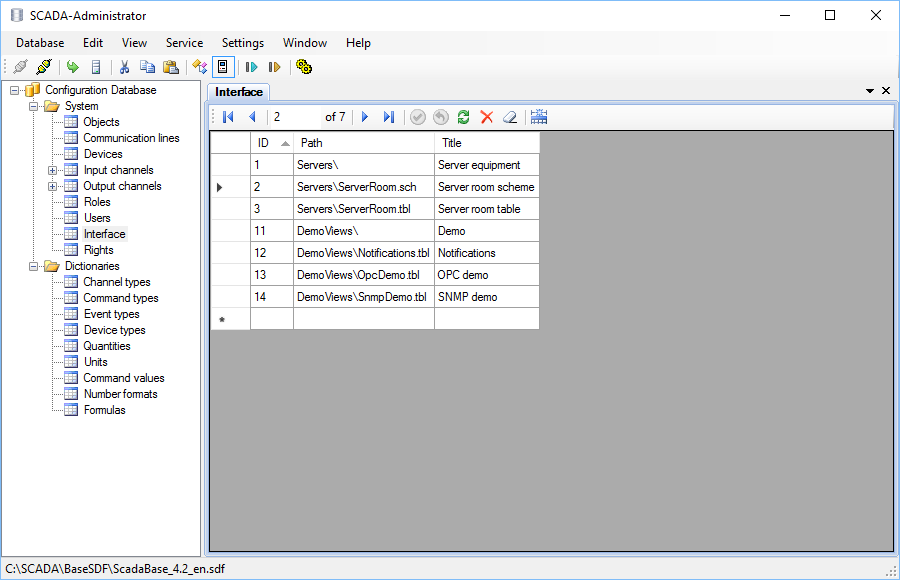 SCADA-Administrator
Database Edit View Service Settings Window Help
Configuration Database
System
Objects
Communication lines
Devices
Input channels
Output channels
Roles
Users
Interface
Rights
Dictionaries
Channel types
Command types
Event types
Device types
Quantities
Units
Command values
Number formats
Formulas
Interface
2 of 7
ID Path Title
1 Servers\ Server equipment
2 Servers\ServerRoom.sch Server room scheme
3 Servers\ServerRoom.tbl Server room table
11 DemoViews\ Demo
12 DemoViews\Notifications.tbl Notifications
13 DemoViews\OpcDemo.tbl OPC demo
14 DemoViews\SnmpDemo.tbl SNMP demo
*
C:\SCADA\BaseSDF\ScadaBase_4.2_en.sdf